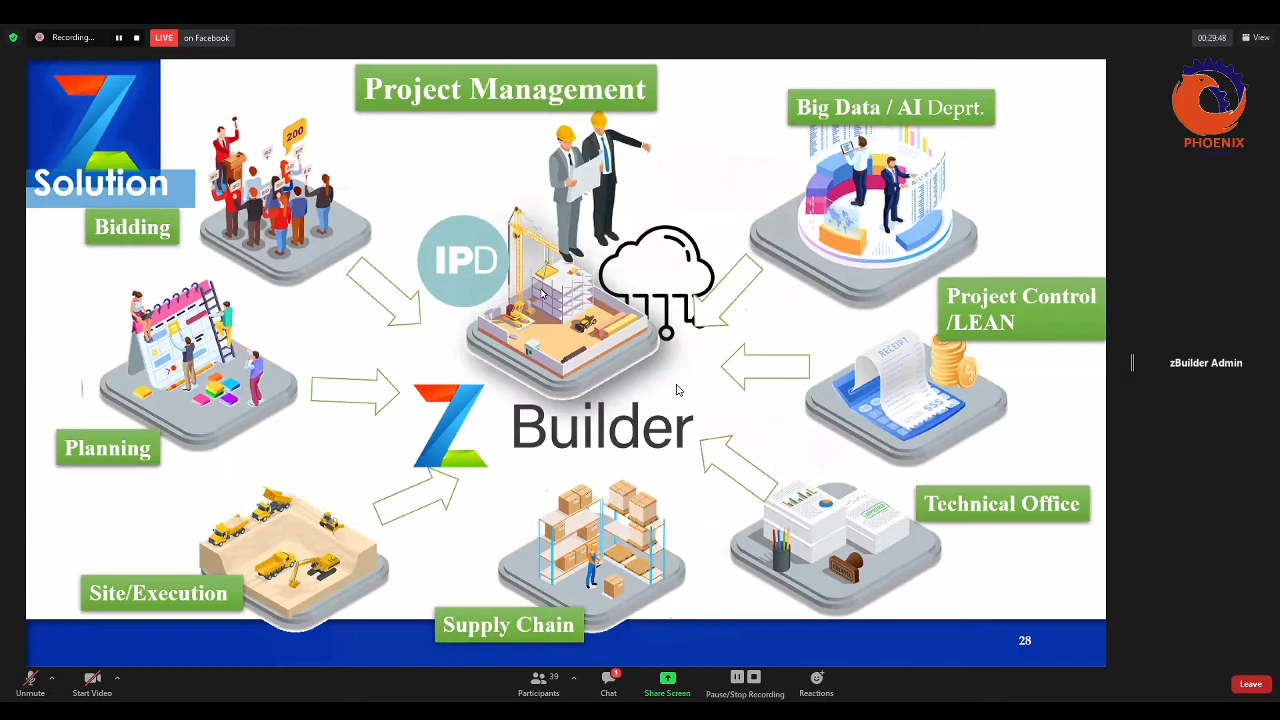 Recording...
LIVE
on Facebook
00:29:48
View
Project Management
Big Data / AI Deprt.
PHOENIX
Solution
200
Bidding
IPD
Project Control
/LEAN
RECEIPT
$$$
zBuilder Admin
Z Builder
Planning
Technical Office
Site/Execution
Supply Chain
28
Unmute
Start Video
39
Participants
1
Chat
Share Screen
Pause/Stop Recording
Reactions
Leave